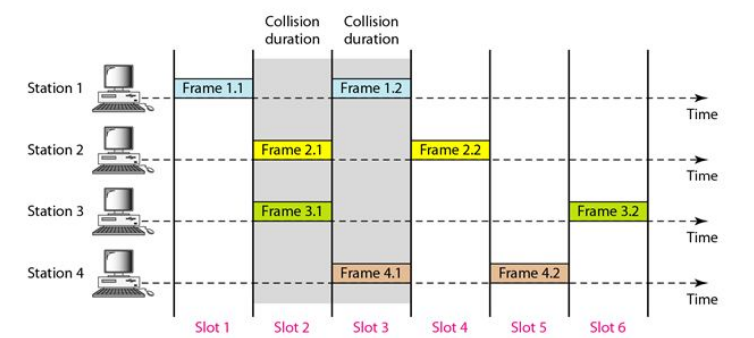 Collision Collision
duration duration
Station 1 Frame 1.1 Frame 1.2
Time
Station 2 Frame 2.1 Frame 2.2
Time
Station 3 Frame 3.1 Frame 3.2
Time
Station 4 Frame 4.1 Frame 4.2
Time
Slot 1 Slot 2 Slot 3 Slot 4 Slot 5 Slot 6